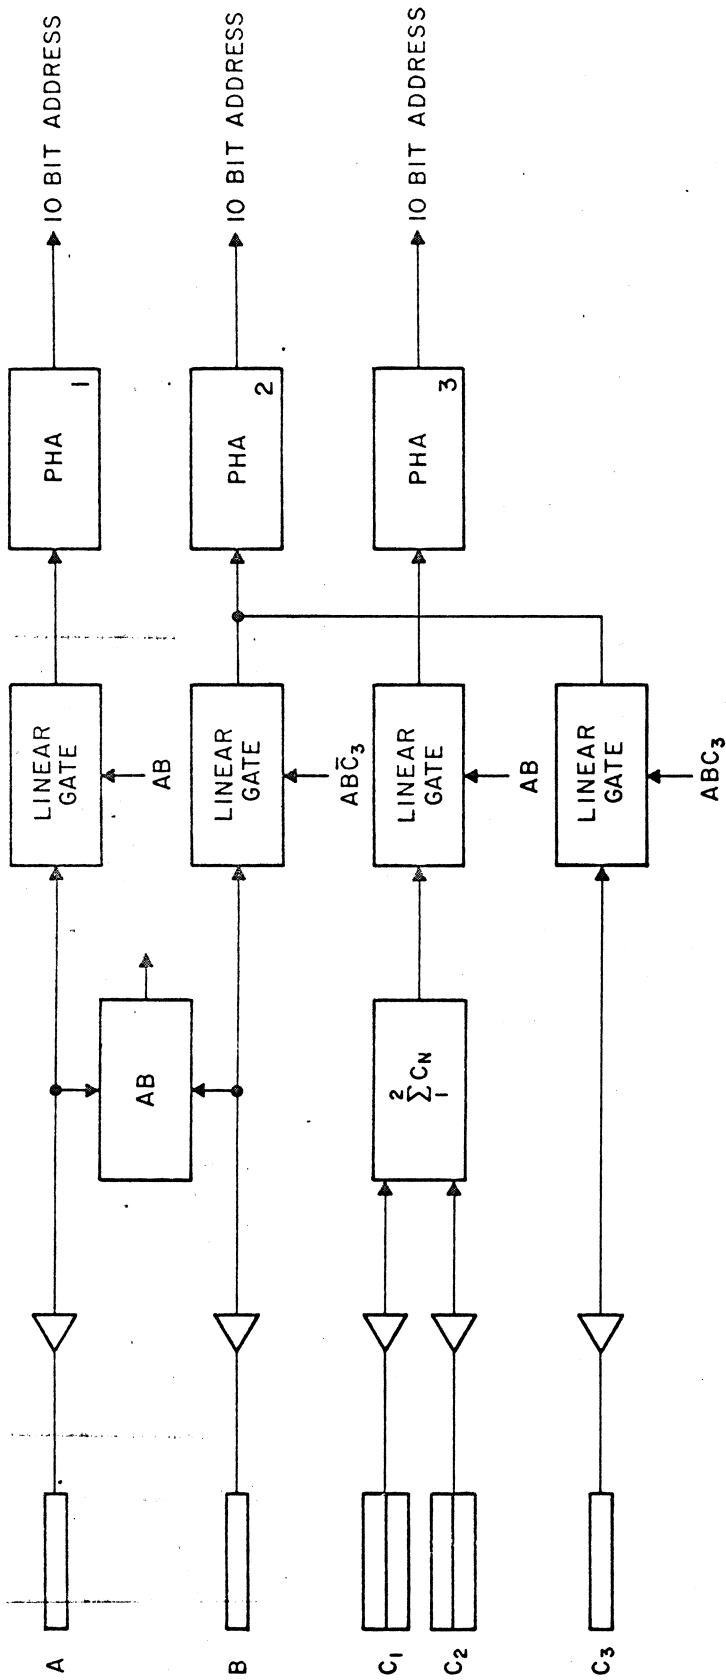 A
B
C₁
C₂
C₃
AB
2
Σ Cₙ
1
LINEAR
GATE
AB
LINEAR
GATE
ABC̄₃
LINEAR
GATE
AB
LINEAR
GATE
ABC₃
PHA
1
PHA
2
PHA
3
10 BIT ADDRESS
10 BIT ADDRESS
10 BIT ADDRESS